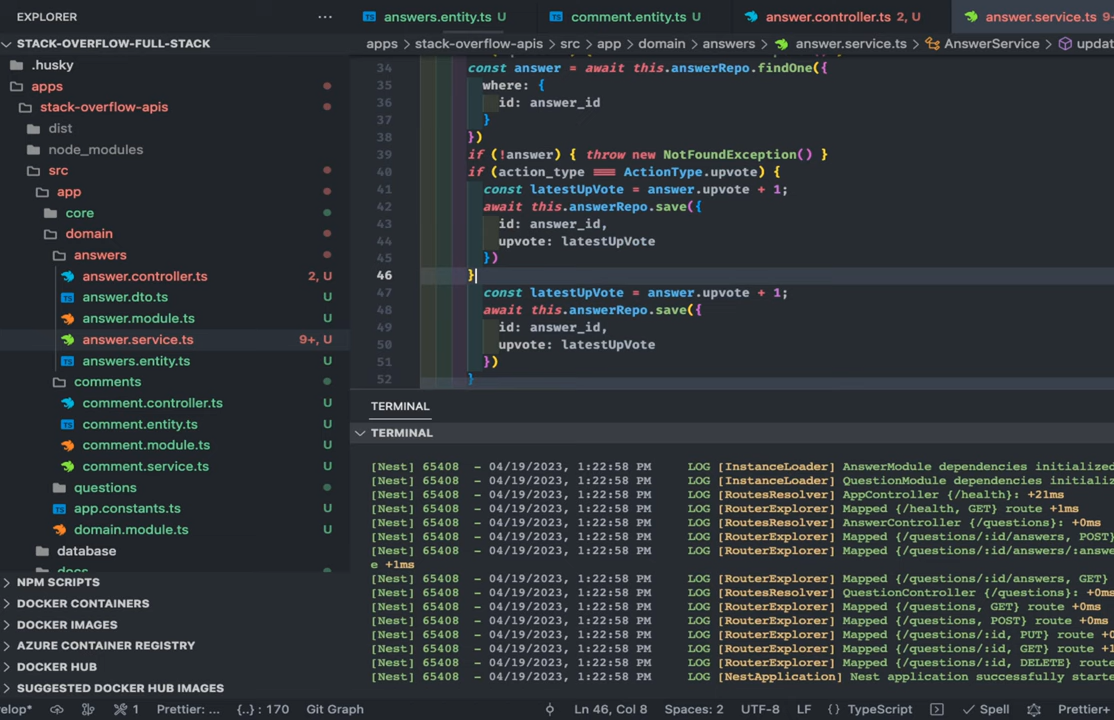 EXPLORER
answers.entity.ts U
comment.entity.ts U
answer.controller.ts 2, U
answer.service.ts 9+
STACK-OVERFLOW-FULL-STACK
apps > stack-overflow-apis > src > app > domain > answers > answer.service.ts > AnswerService >
.husky
apps
stack-overflow-apis
dist
node_modules
src
app
core
domain
answers
answer.controller.ts 2, U
answer.dto.ts U
answer.module.ts U
answer.service.ts 9+, U
answers.entity.ts U
comments
comment.controller.ts U
comment.entity.ts U
comment.module.ts U
comment.service.ts U
questions
app.constants.ts U
domain.module.ts U
database
NPM SCRIPTS
DOCKER CONTAINERS
DOCKER IMAGES
AZURE CONTAINER REGISTRY
DOCKER HUB
SUGGESTED DOCKER HUB IMAGES
34 const answer = await this.answerRepo.findOne({
35 where: {
36 id: answer_id
37 }
38 })
39 if (!answer) { throw new NotFoundException() }
40 if (action_type === ActionType.upvote) {
41 const latestUpVote = answer.upvote + 1;
42 await this.answerRepo.save({
43 id: answer_id,
44 upvote: latestUpVote
45 })
46 }
47 const latestUpVote = answer.upvote + 1;
48 await this.answerRepo.save({
49 id: answer_id,
50 upvote: latestUpVote
51 })
52 }
TERMINAL
TERMINAL
[Nest] 65408 - 04/19/2023, 1:22:58 PM LOG [InstanceLoader] AnswerModule dependencies initialized
[Nest] 65408 - 04/19/2023, 1:22:58 PM LOG [InstanceLoader] QuestionModule dependencies initializ
[Nest] 65408 - 04/19/2023, 1:22:58 PM LOG [RoutesResolver] AppController {/health}: +21ms
[Nest] 65408 - 04/19/2023, 1:22:58 PM LOG [RouterExplorer] Mapped {/health, GET} route +1ms
[Nest] 65408 - 04/19/2023, 1:22:58 PM LOG [RoutesResolver] AnswerController {/questions}: +0ms
[Nest] 65408 - 04/19/2023, 1:22:58 PM LOG [RouterExplorer] Mapped {/questions/:id/answers, POST}
[Nest] 65408 - 04/19/2023, 1:22:58 PM LOG [RouterExplorer] Mapped {/questions/:id/answers/:answe
e +1ms
[Nest] 65408 - 04/19/2023, 1:22:58 PM LOG [RouterExplorer] Mapped {/questions/:id/answers, GET}
[Nest] 65408 - 04/19/2023, 1:22:58 PM LOG [RoutesResolver] QuestionController {/questions}: +0ms
[Nest] 65408 - 04/19/2023, 1:22:58 PM LOG [RouterExplorer] Mapped {/questions, GET} route +0ms
[Nest] 65408 - 04/19/2023, 1:22:58 PM LOG [RouterExplorer] Mapped {/questions, POST} route +0ms
[Nest] 65408 - 04/19/2023, 1:22:58 PM LOG [RouterExplorer] Mapped {/questions/:id, PUT} route +0
[Nest] 65408 - 04/19/2023, 1:22:58 PM LOG [RouterExplorer] Mapped {/questions/:id, GET} route +1
[Nest] 65408 - 04/19/2023, 1:22:58 PM LOG [RouterExplorer] Mapped {/questions/:id, DELETE} route
[Nest] 65408 - 04/19/2023, 1:22:58 PM LOG [NestApplication] Nest application successfully starte
velop* 1 Prettier: ... {..} : 170 Git Graph Ln 46, Col 8 Spaces: 2 UTF-8 LF {} TypeScript Spell Prettier+